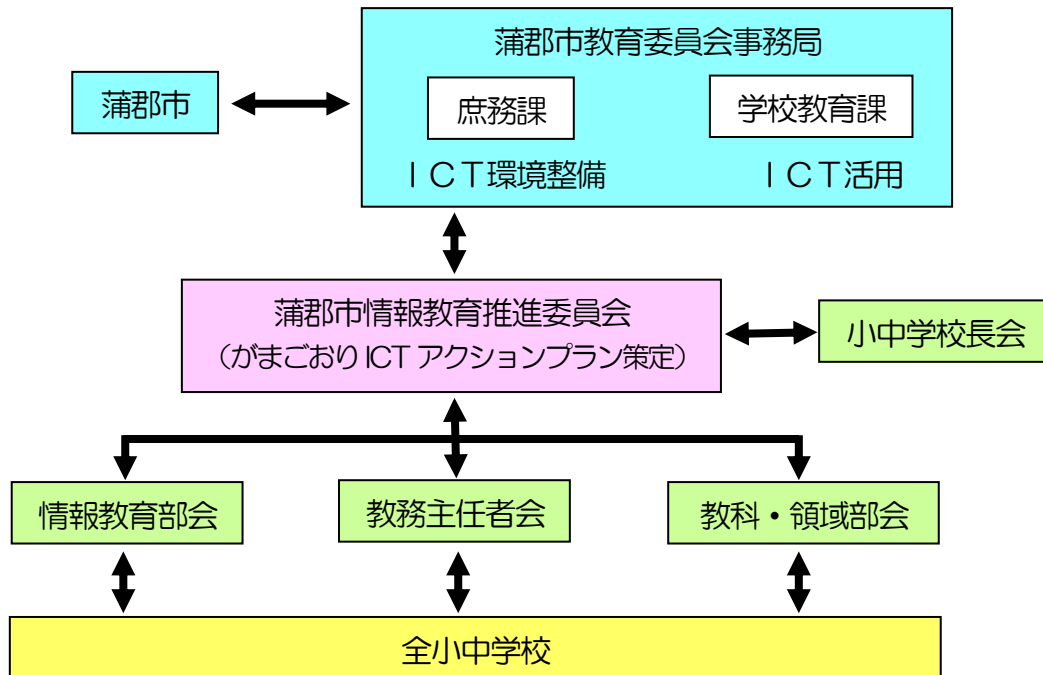 蒲郡市教育委員会事務局
蒲郡市
庶務課
学校教育課
ＩＣＴ環境整備
ＩＣＴ活用
蒲郡市情報教育推進委員会
（がまごおり ICT アクションプラン策定）
小中学校長会
情報教育部会
教務主任者会
教科・領域部会
全小中学校